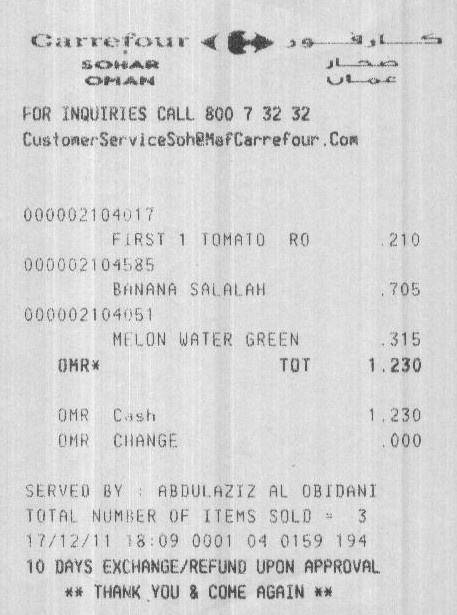 Carrefour كارفور
SOHAR صحار
OMAN عمان
FOR INQUIRIES CALL 800 7 32 32
CustomerServiceSoh@MafCarrefour.Com
000002104017
FIRST 1 TOMATO RO .210
000002104585
BANANA SALALAH .705
000002104051
MELON WATER GREEN .315
OMR* TOT 1.230
OMR Cash 1.230
OMR CHANGE .000
SERVED BY : ABDULAZIZ AL OBIDANI
TOTAL NUMBER OF ITEMS SOLD = 3
17/12/11 18:09 0001 04 0159 194
10 DAYS EXCHANGE/REFUND UPON APPROVAL
** THANK YOU & COME AGAIN **